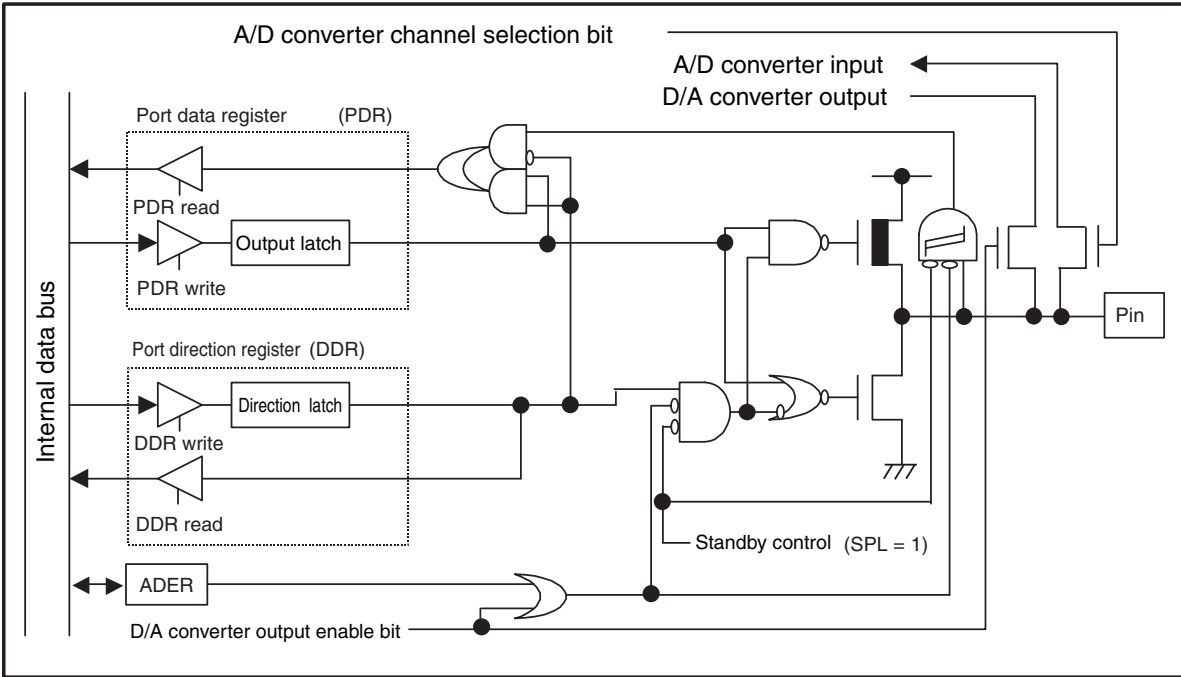 A/D converter channel selection bit
A/D converter input
D/A converter output
Port data register (PDR)
PDR read
Output latch
PDR write
Internal data bus
Pin
Port direction register (DDR)
Direction latch
DDR write
DDR read
Standby control (SPL = 1)
ADER
D/A converter output enable bit